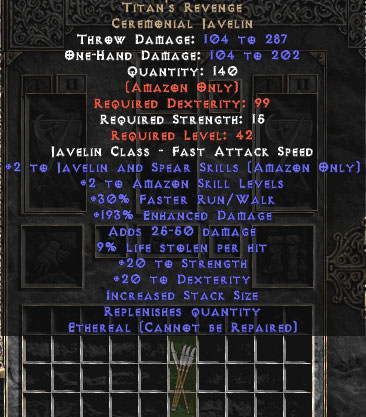 Titan's Revenge
Ceremonial Javelin
Throw Damage: 104 to 287
One-Hand Damage: 104 to 202
Quantity: 140
(Amazon Only)
Required Dexterity: 99
Required Strength: 15
Required Level: 42
Javelin Class - Fast Attack Speed
+2 to Javelin and Spear Skills (Amazon Only)
+2 to Amazon Skill Levels
+30% Faster Run/Walk
+193% Enhanced Damage
Adds 25-50 damage
9% Life stolen per hit
+20 to Strength
+20 to Dexterity
Increased Stack Size
Replenishes quantity
Ethereal (Cannot be Repaired)